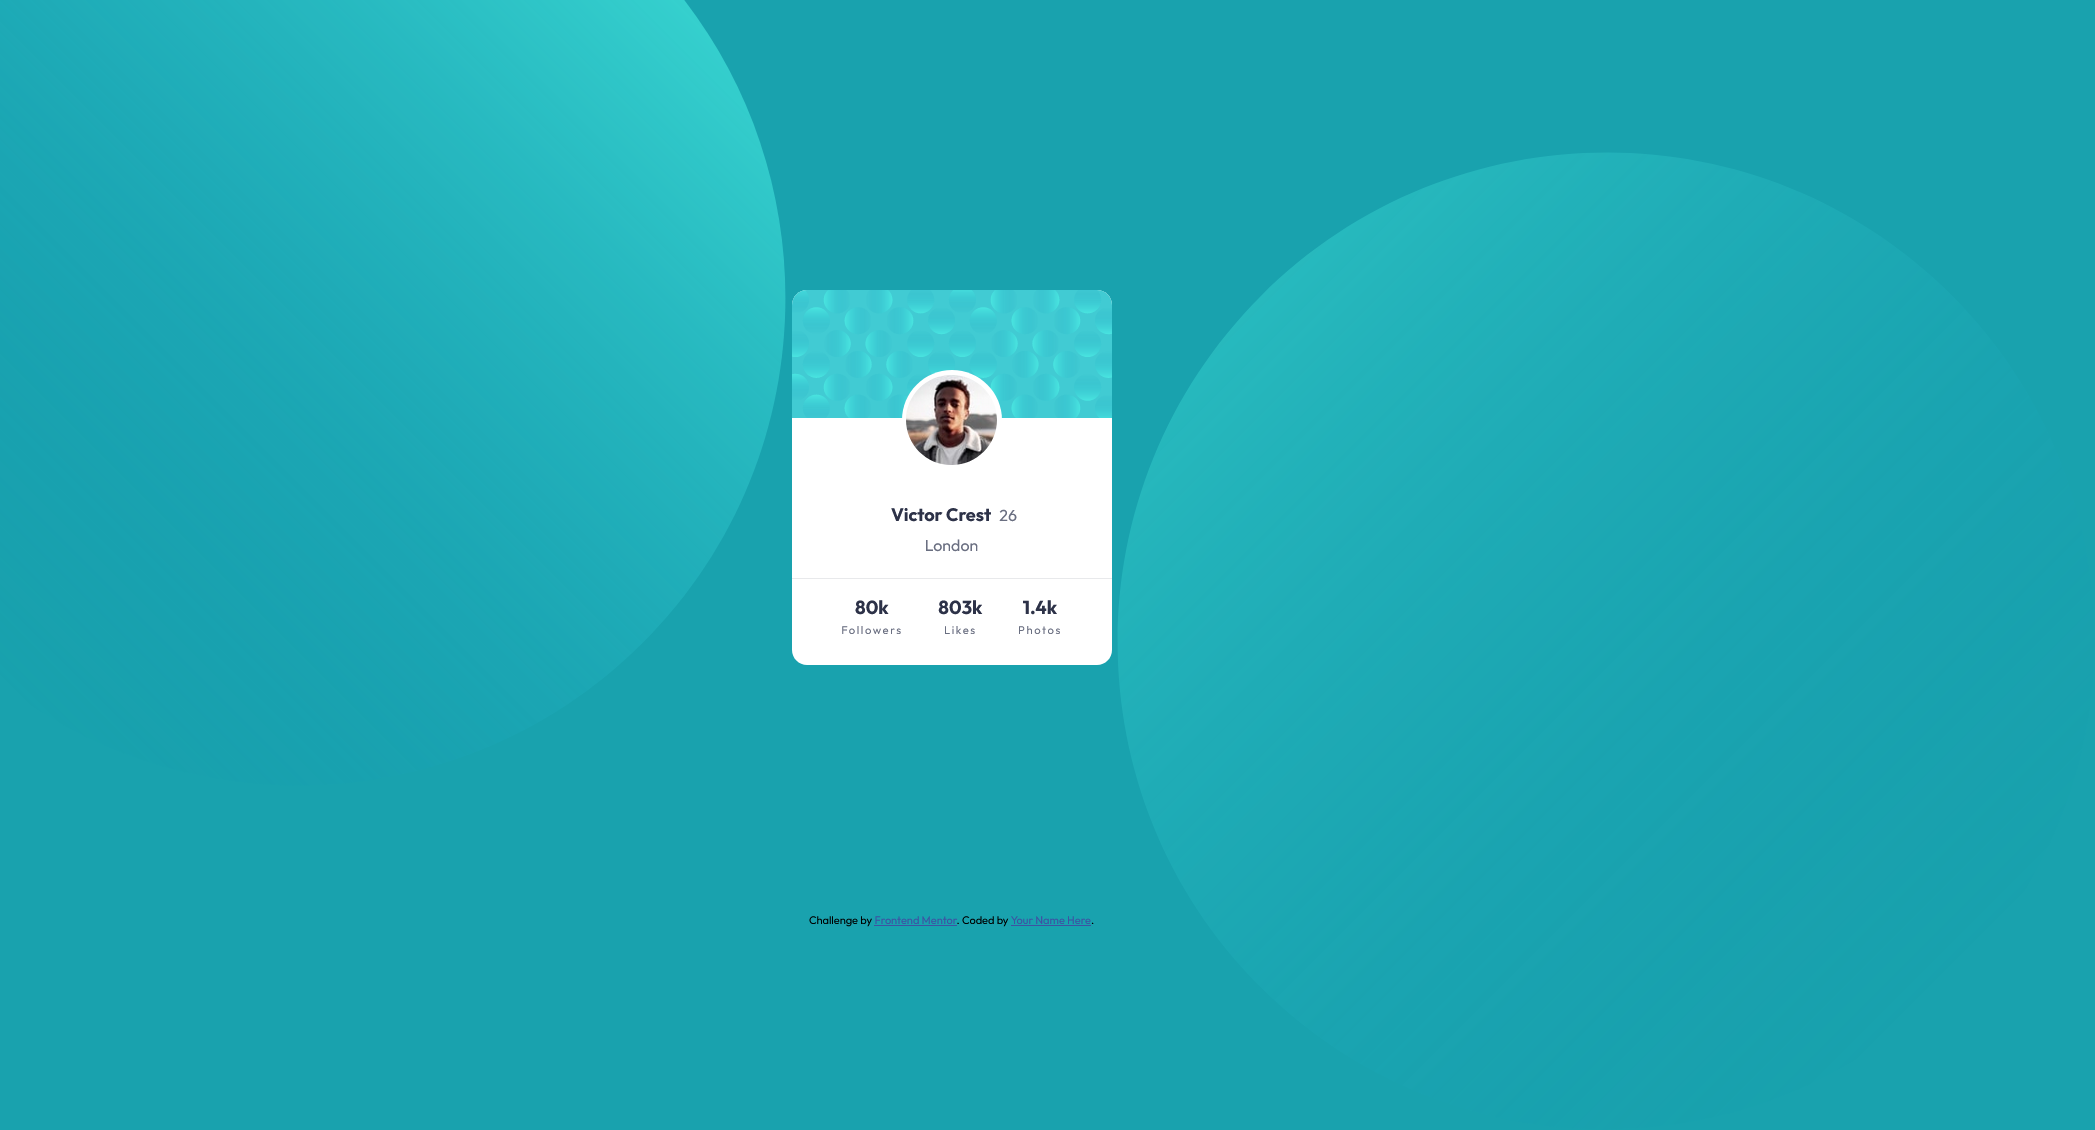 Victor Crest 26
London
80k 803k 1.4k
Followers Likes Photos
Challenge by Frontend Mentor. Coded by Your Name Here.